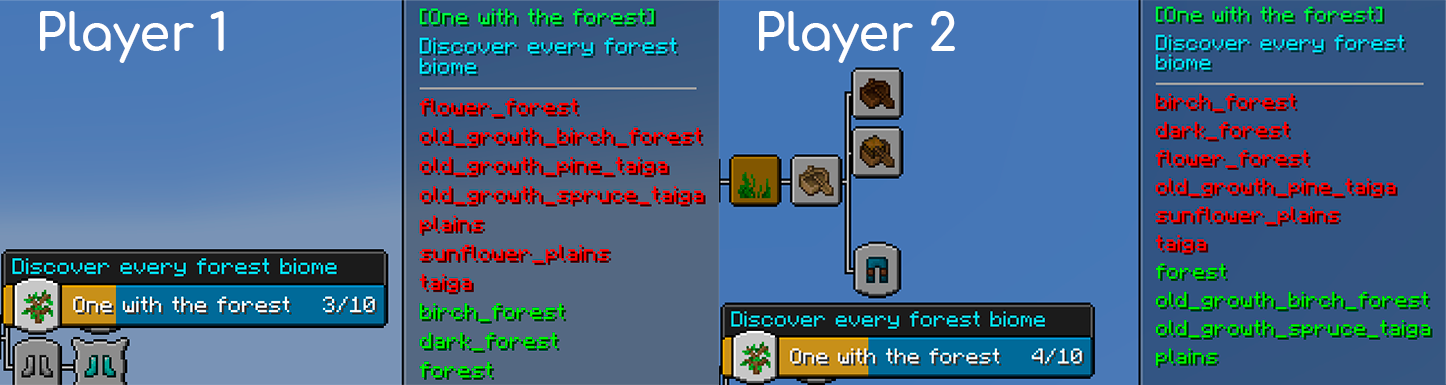 Player 1
[One with the forest]
Discover every forest
biome
flower_forest
old_growth_birch_forest
old_growth_pine_taiga
old_growth_spruce_taiga
plains
sunflower_plains
taiga
birch_forest
dark_forest
forest
Discover every forest biome
One with the forest 3/10
Player 2
[One with the forest]
Discover every forest
biome
birch_forest
dark_forest
flower_forest
old_growth_pine_taiga
sunflower_plains
taiga
forest
old_growth_birch_forest
old_growth_spruce_taiga
plains
Discover every forest biome
One with the forest 4/10